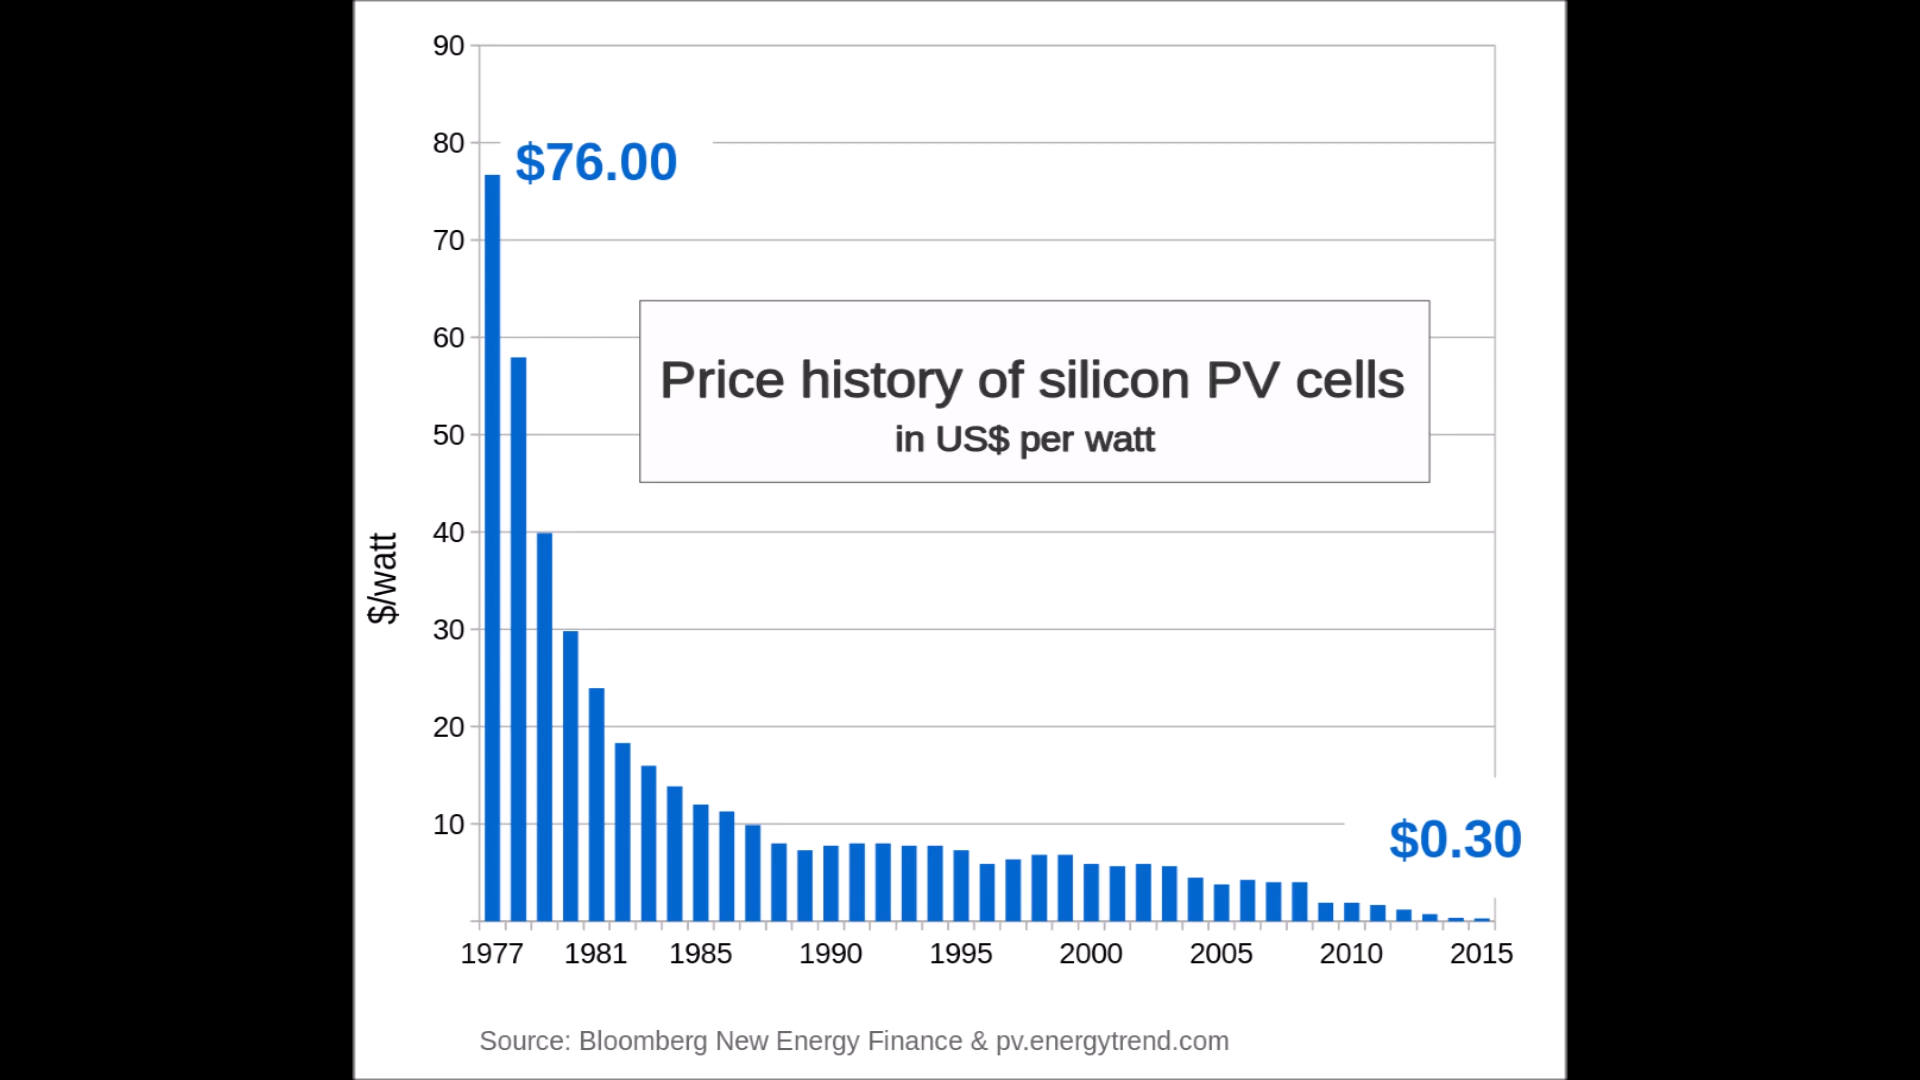 90
80
$76.00
70
60
Price history of silicon PV cells
in US$ per watt
50
40
$/watt
30
20
10
$0.30
1977 1981 1985 1990 1995 2000 2005 2010 2015
Source: Bloomberg New Energy Finance & pv.energytrend.com